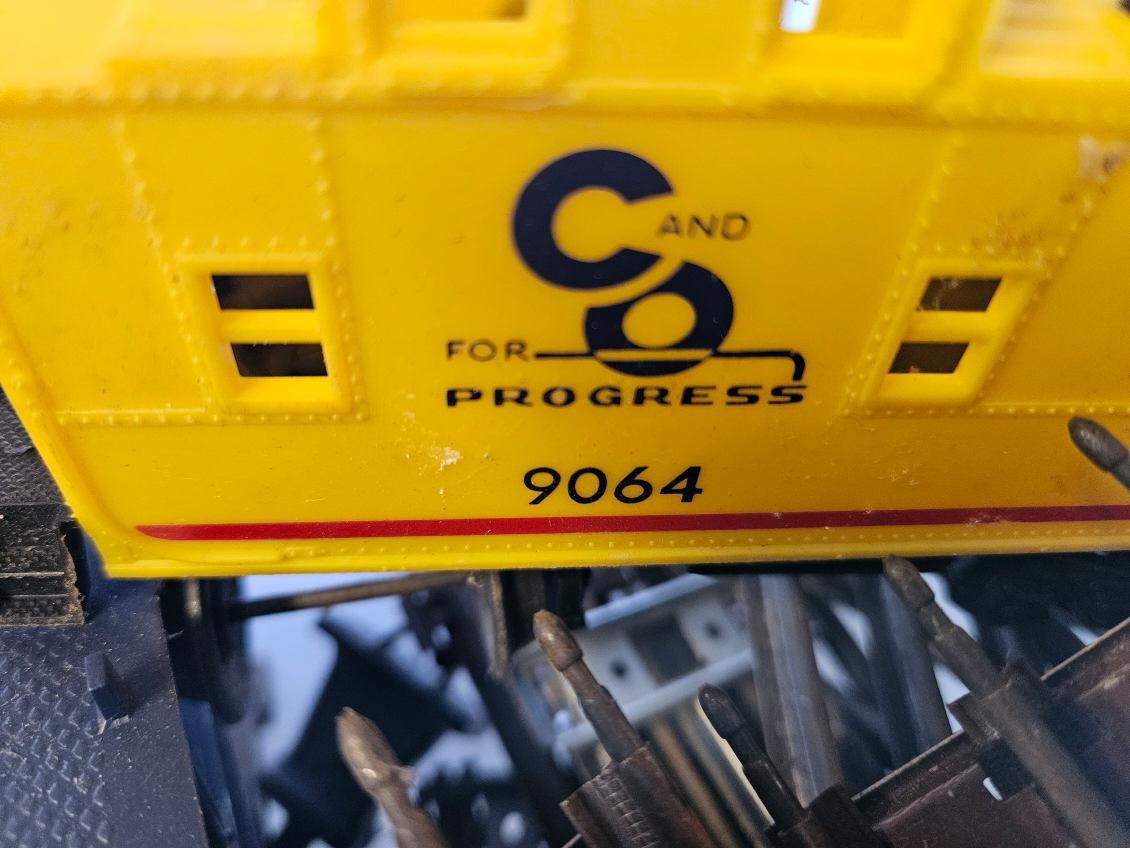 C AND
O
FOR
PROGRESS
9064